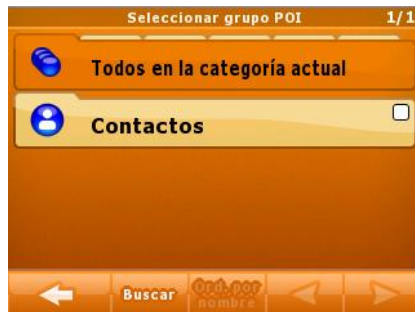 Seleccionar grupo POI 1/1
Todos en la categoría actual
Contactos
Buscar
Ord. por
nombre